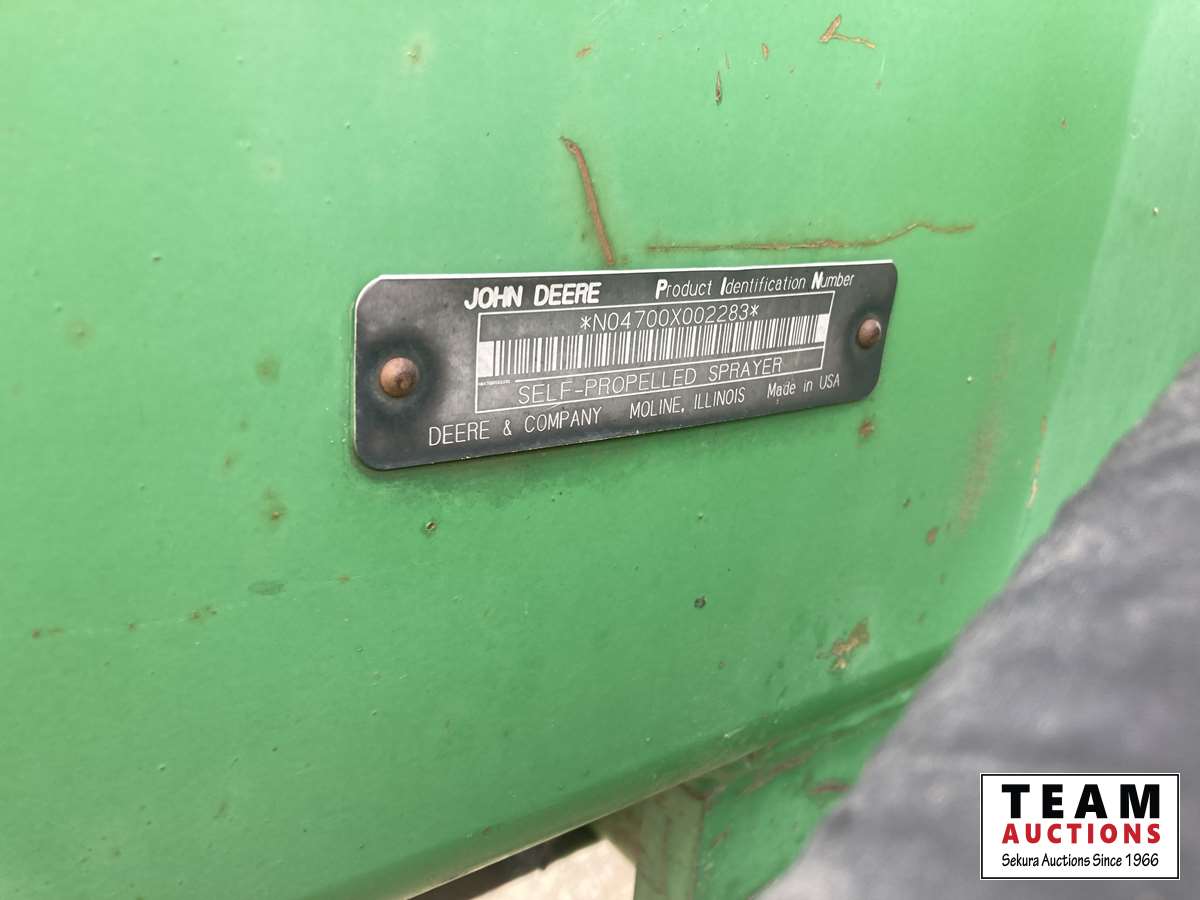 JOHN DEERE Product Identification Number
*N04700X002283*
SELF-PROPELLED SPRAYER
DEERE & COMPANY MOLINE, ILLINOIS Made in USA
TEAM
AUCTIONS
Sekura Auctions Since 1966